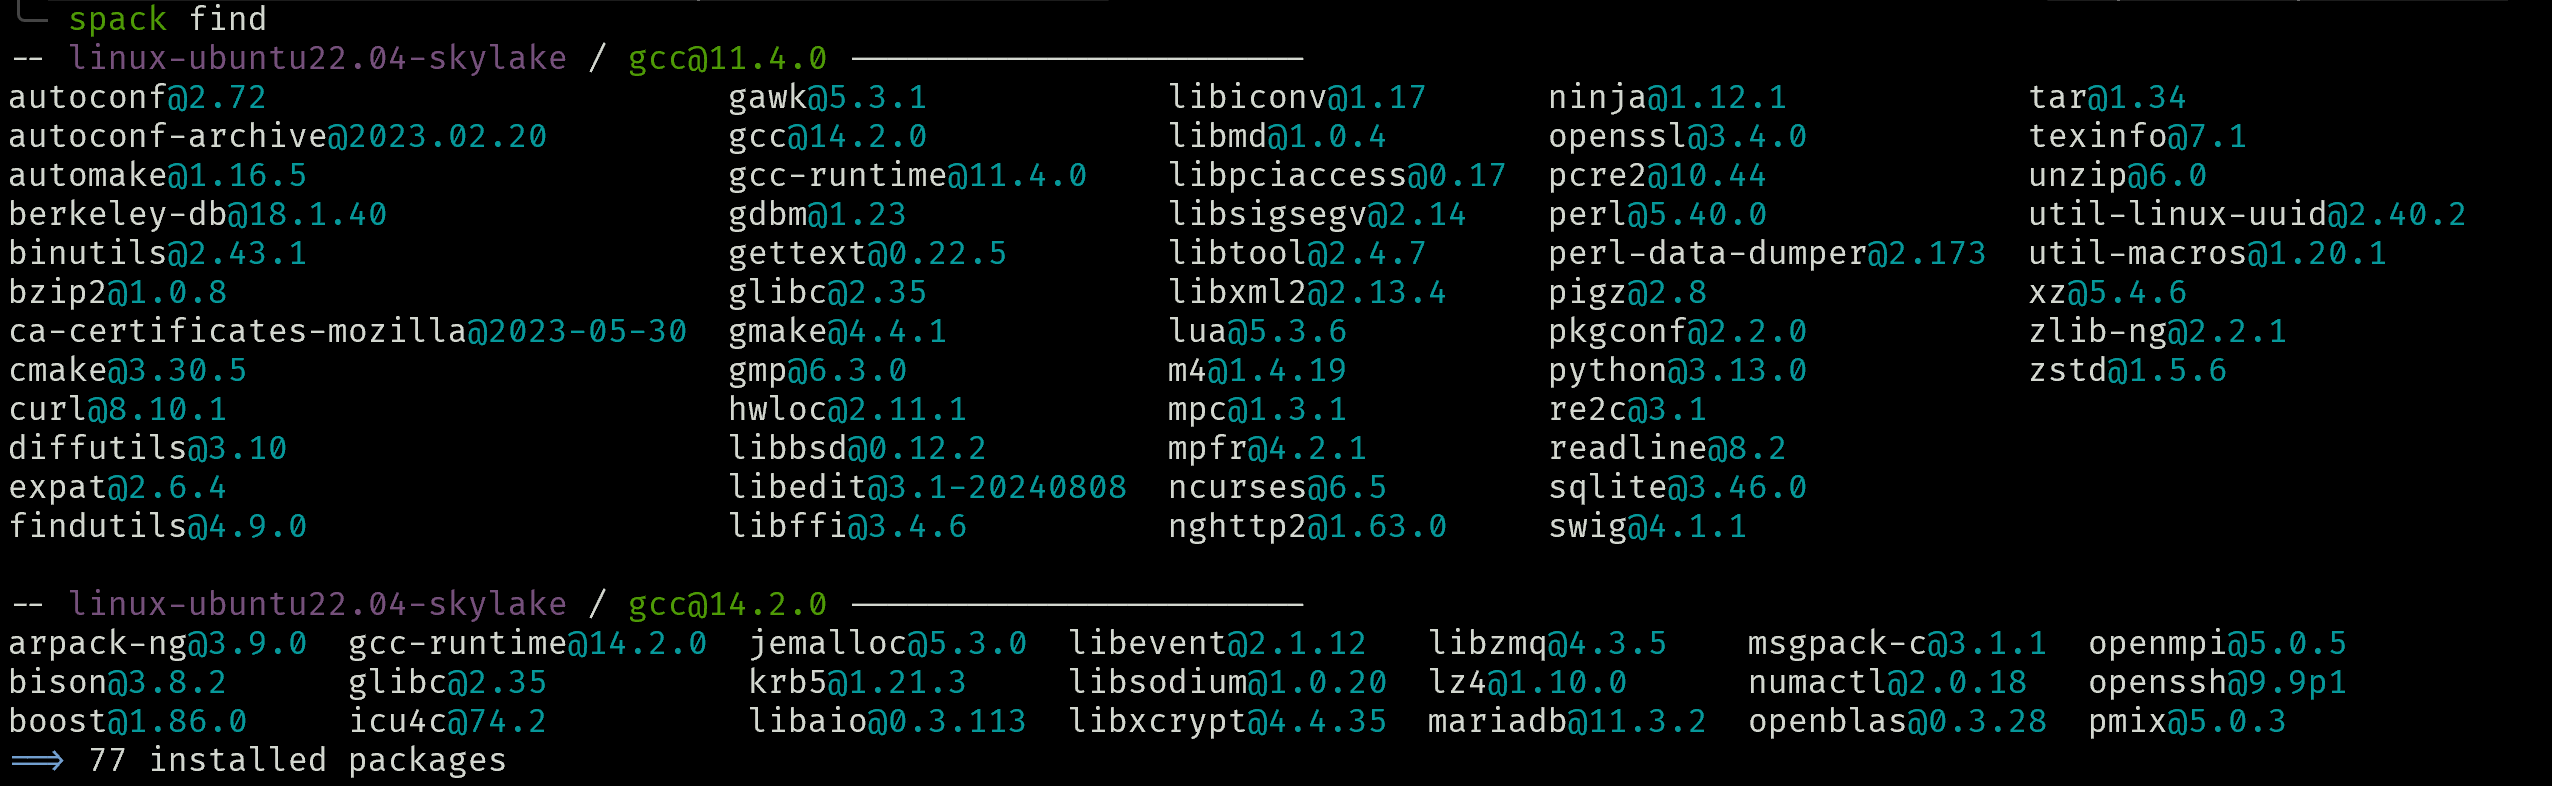 spack find
-- linux-ubuntu22.04-skylake / gcc@11.4.0 -----------------------
autoconf@2.72 gawk@5.3.1 libiconv@1.17 ninja@1.12.1 tar@1.34
autoconf-archive@2023.02.20 gcc@14.2.0 libmd@1.0.4 openssl@3.4.0 texinfo@7.1
automake@1.16.5 gcc-runtime@11.4.0 libpciaccess@0.17 pcre2@10.44 unzip@6.0
berkeley-db@18.1.40 gdbm@1.23 libsigsegv@2.14 perl@5.40.0 util-linux-uuid@2.40.2
binutils@2.43.1 gettext@0.22.5 libtool@2.4.7 perl-data-dumper@2.173 util-macros@1.20.1
bzip2@1.0.8 glibc@2.35 libxml2@2.13.4 pigz@2.8 xz@5.4.6
ca-certificates-mozilla@2023-05-30 gmake@4.4.1 lua@5.3.6 pkgconf@2.2.0 zlib-ng@2.2.1
cmake@3.30.5 gmp@6.3.0 m4@1.4.19 python@3.13.0 zstd@1.5.6
curl@8.10.1 hwloc@2.11.1 mpc@1.3.1 re2c@3.1
diffutils@3.10 libbsd@0.12.2 mpfr@4.2.1 readline@8.2
expat@2.6.4 libedit@3.1-20240808 ncurses@6.5 sqlite@3.46.0
findutils@4.9.0 libffi@3.4.6 nghttp2@1.63.0 swig@4.1.1
-- linux-ubuntu22.04-skylake / gcc@14.2.0 -----------------------
arpack-ng@3.9.0 gcc-runtime@14.2.0 jemalloc@5.3.0 libevent@2.1.12 libzmq@4.3.5 msgpack-c@3.1.1 openmpi@5.0.5
bison@3.8.2 glibc@2.35 krb5@1.21.3 libsodium@1.0.20 lz4@1.10.0 numactl@2.0.18 openssh@9.9p1
boost@1.86.0 icu4c@74.2 libaio@0.3.113 libxcrypt@4.4.35 mariadb@11.3.2 openblas@0.3.28 pmix@5.0.3
==> 77 installed packages